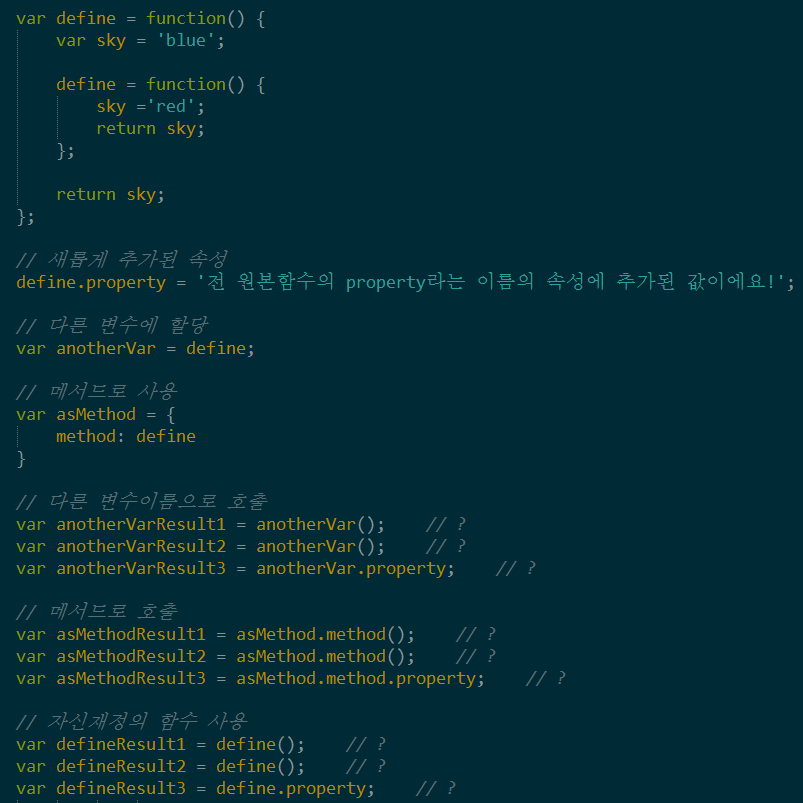 var define = function() {
    var sky = 'blue';
    define = function() {
        sky ='red';
        return sky;
    };
    return sky;
};
// 새롭게 추가된 속성
define.property = '전 원본함수의 property라는 이름의 속성에 추가된 값이에요!';
// 다른 변수에 할당
var anotherVar = define;
// 메서드로 사용
var asMethod = {
    method: define
}
// 다른 변수이름으로 호출
var anotherVarResult1 = anotherVar();    // ?
var anotherVarResult2 = anotherVar();    // ?
var anotherVarResult3 = anotherVar.property;    // ?
// 메서드로 호출
var asMethodResult1 = asMethod.method();    // ?
var asMethodResult2 = asMethod.method();    // ?
var asMethodResult3 = asMethod.method.property;    // ?
// 자신재정의 함수 사용
var defineResult1 = define();    // ?
var defineResult2 = define();    // ?
var defineResult3 = define.property;    // ?